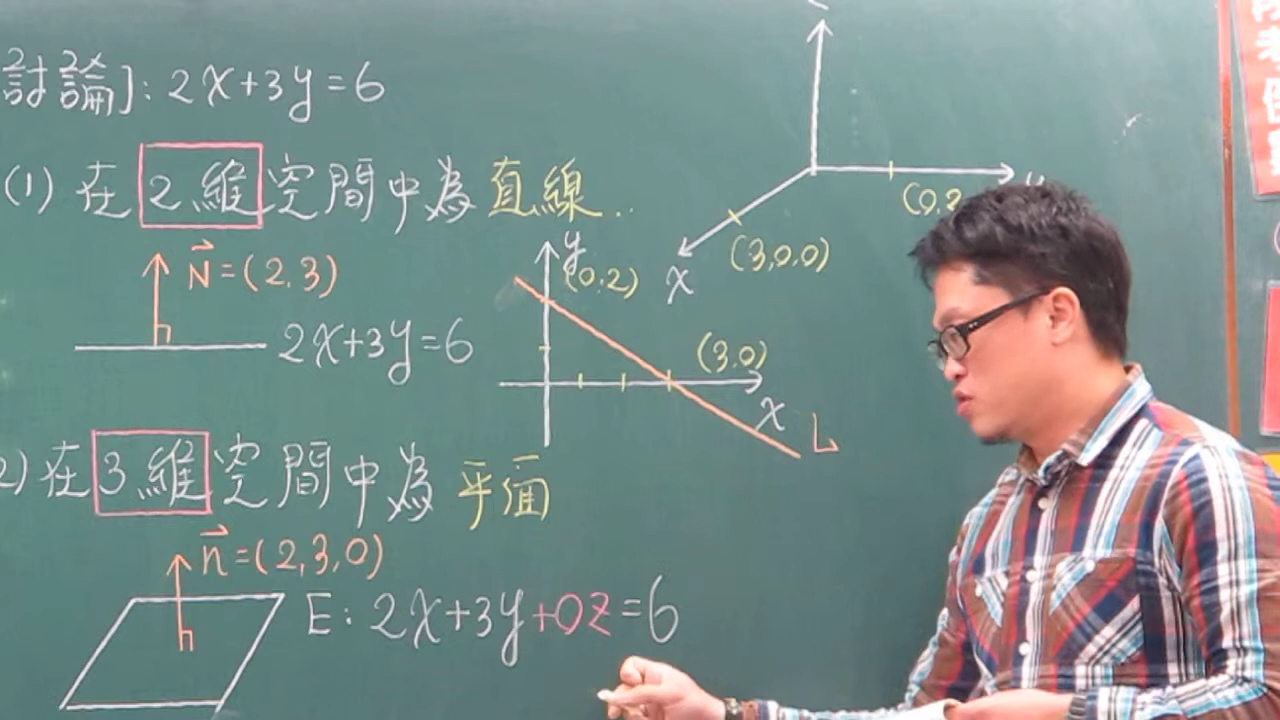 討論]: 2x+3y=6
(1) 在2維空間中為直線..
N=(2,3)
2x+3y=6
y
(0,2)
(3,0)
x
L
(3,0,0)
x
(0,2
2) 在3維空間中為平面
n=(2,3,0)
E: 2x+3y+0z=6